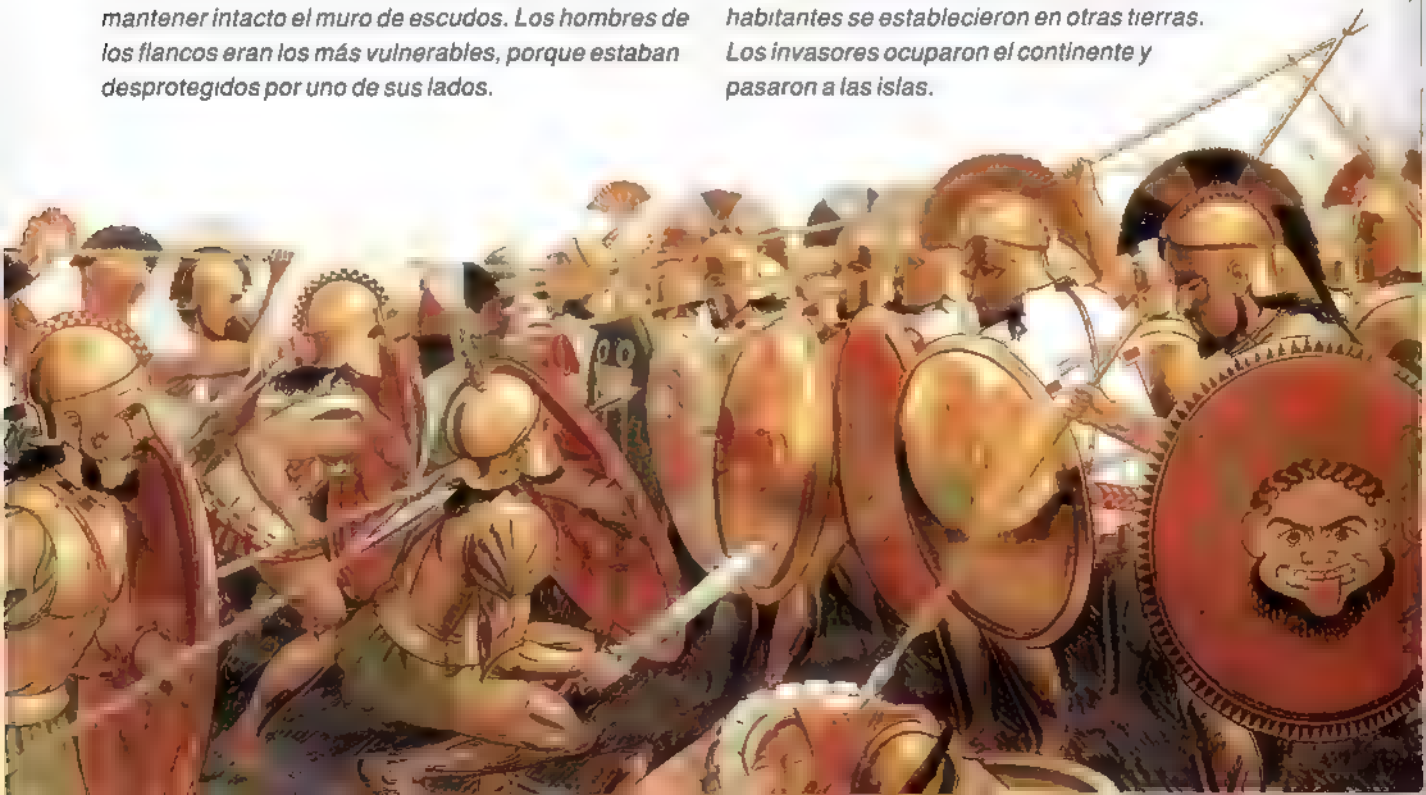 mantener intacto el muro de escudos. Los hombres de
los flancos eran los más vulnerables, porque estaban
desprotegidos por uno de sus lados.
habitantes se establecieron en otras tierras.
Los invasores ocuparon el continente y
pasaron a las islas.